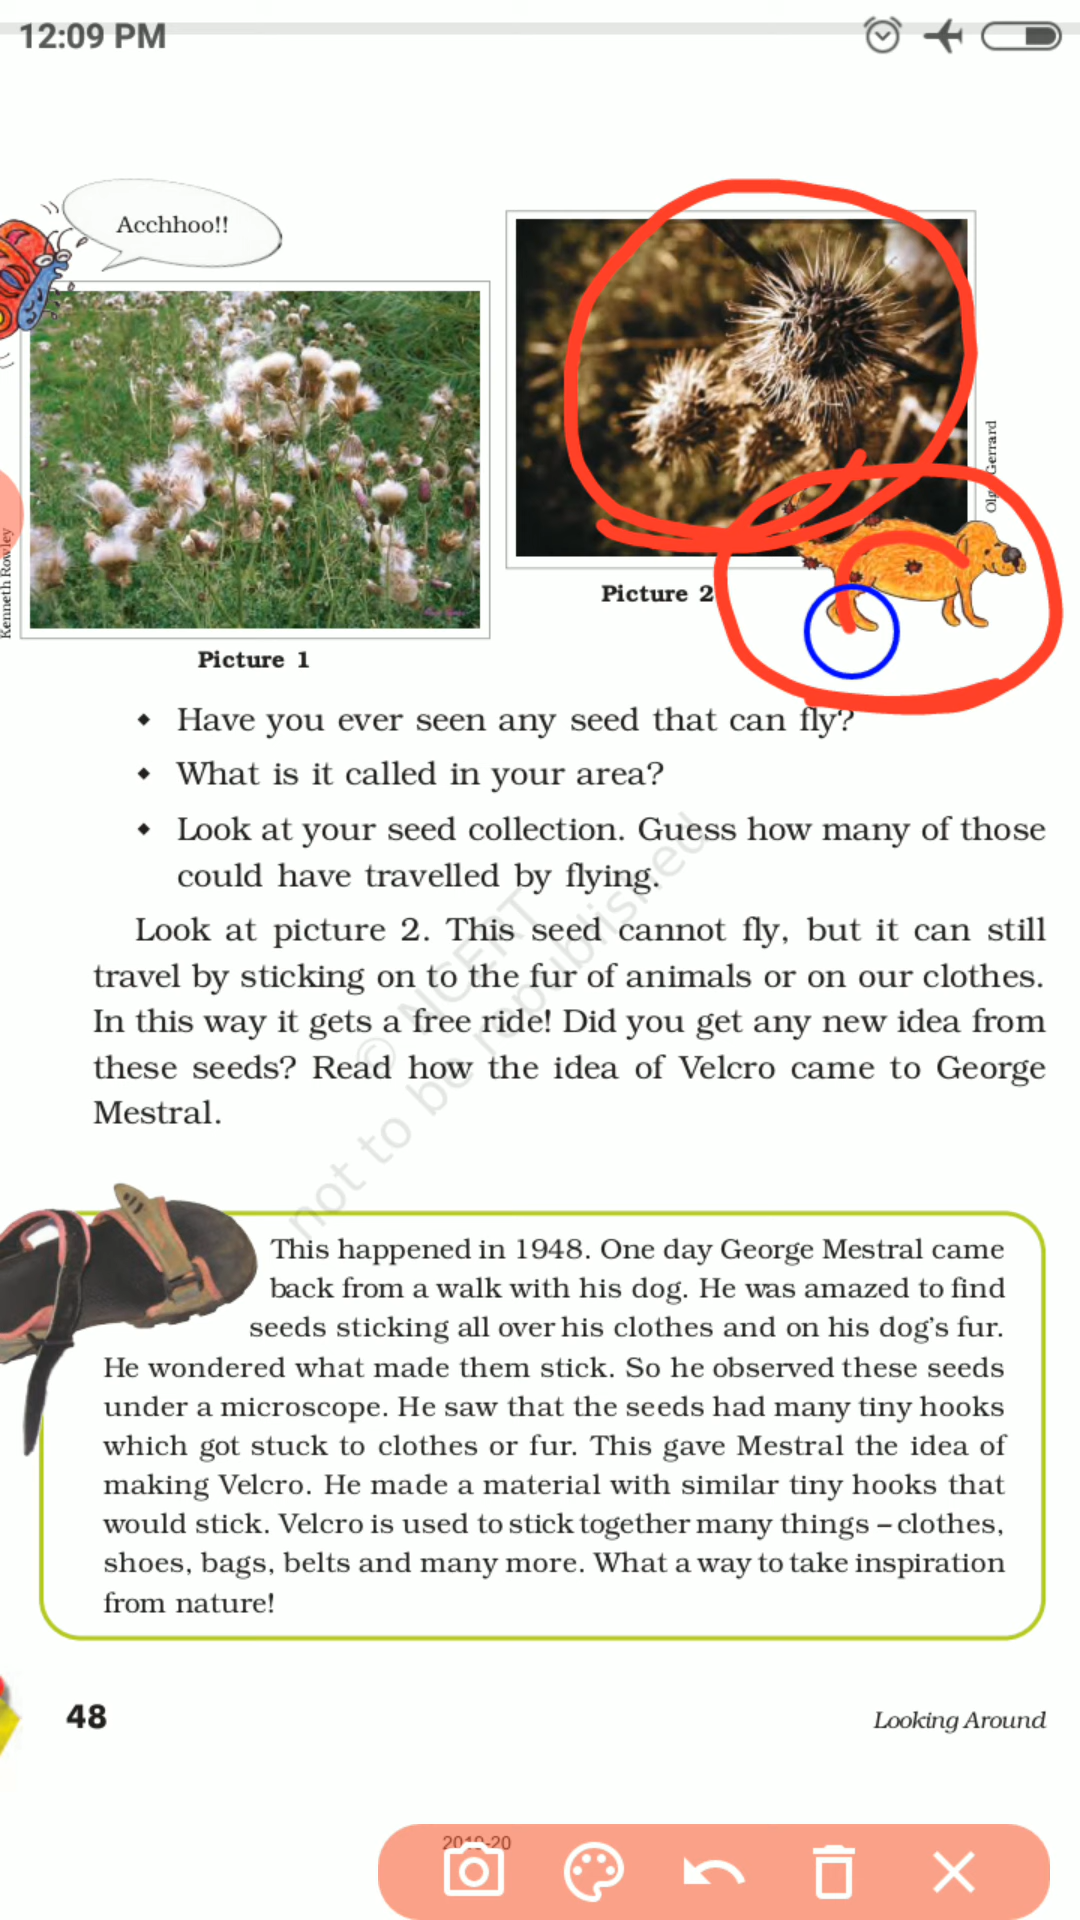 12:09 PM
Acchhoo!!
Kenneth Rowley
Gerrard
Picture 2
Picture 1
◆ Have you ever seen any seed that can fly?
◆ What is it called in your area?
◆ Look at your seed collection. Guess how many of those
could have travelled by flying.
Look at picture 2. This seed cannot fly, but it can still
travel by sticking on to the fur of animals or on our clothes.
In this way it gets a free ride! Did you get any new idea from
these seeds? Read how the idea of Velcro came to George
Mestral.
© NCERT
not to be republished
This happened in 1948. One day George Mestral came
back from a walk with his dog. He was amazed to find
seeds sticking all over his clothes and on his dog's fur.
He wondered what made them stick. So he observed these seeds
under a microscope. He saw that the seeds had many tiny hooks
which got stuck to clothes or fur. This gave Mestral the idea of
making Velcro. He made a material with similar tiny hooks that
would stick. Velcro is used to stick together many things – clothes,
shoes, bags, belts and many more. What a way to take inspiration
from nature!
48
Looking Around
2019-20